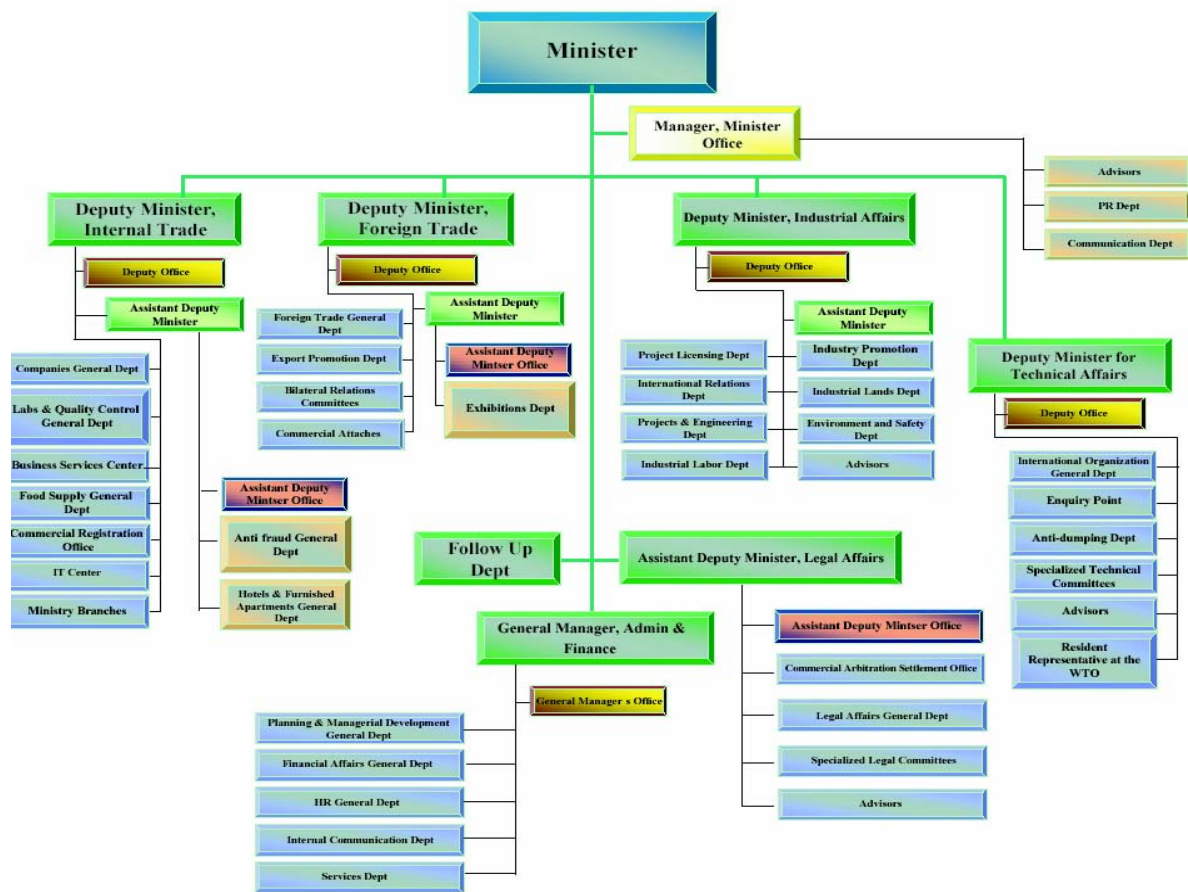 Minister
Manager, Minister
Office
Advisors
PR Dept
Communication Dept
Deputy Minister,
Internal Trade
Deputy Office
Assistant Deputy
Minister
Companies General Dept
Labs & Quality Control
General Dept
Business Services Center
Food Supply General
Dept
Commercial Registration
Office
IT Center
Ministry Branches
Assistant Deputy
Mintser Office
Anti fraud General
Dept
Hotels & Furnished
Apartments General
Dept
Deputy Minister,
Foreign Trade
Deputy Office
Assistant Deputy
Minister
Foreign Trade General
Dept
Export Promotion Dept
Bilateral Relations
Committees
Commercial Attaches
Assistant Deputy
Mintser Office
Exhibitions Dept
Deputy Minister, Industrial Affairs
Deputy Office
Assistant Deputy
Minister
Project Licensing Dept
International Relations
Dept
Projects & Engineering
Dept
Industrial Labor Dept
Industry Promotion
Dept
Industrial Lands Dept
Environment and Safety
Dept
Advisors
Deputy Minister for
Technical Affairs
Deputy Office
International Organization
General Dept
Enquiry Point
Anti-dumping Dept
Specialized Technical
Committees
Advisors
Resident
Representative at the
WTO
Follow Up
Dept
Assistant Deputy Minister, Legal Affairs
Assistant Deputy Mintser Office
Commercial Arbitration Settlement Office
Legal Affairs General Dept
Specialized Legal Committees
Advisors
General Manager, Admin &
Finance
General Manager s Office
Planning & Managerial Development
General Dept
Financial Affairs General Dept
HR General Dept
Internal Communication Dept
Services Dept